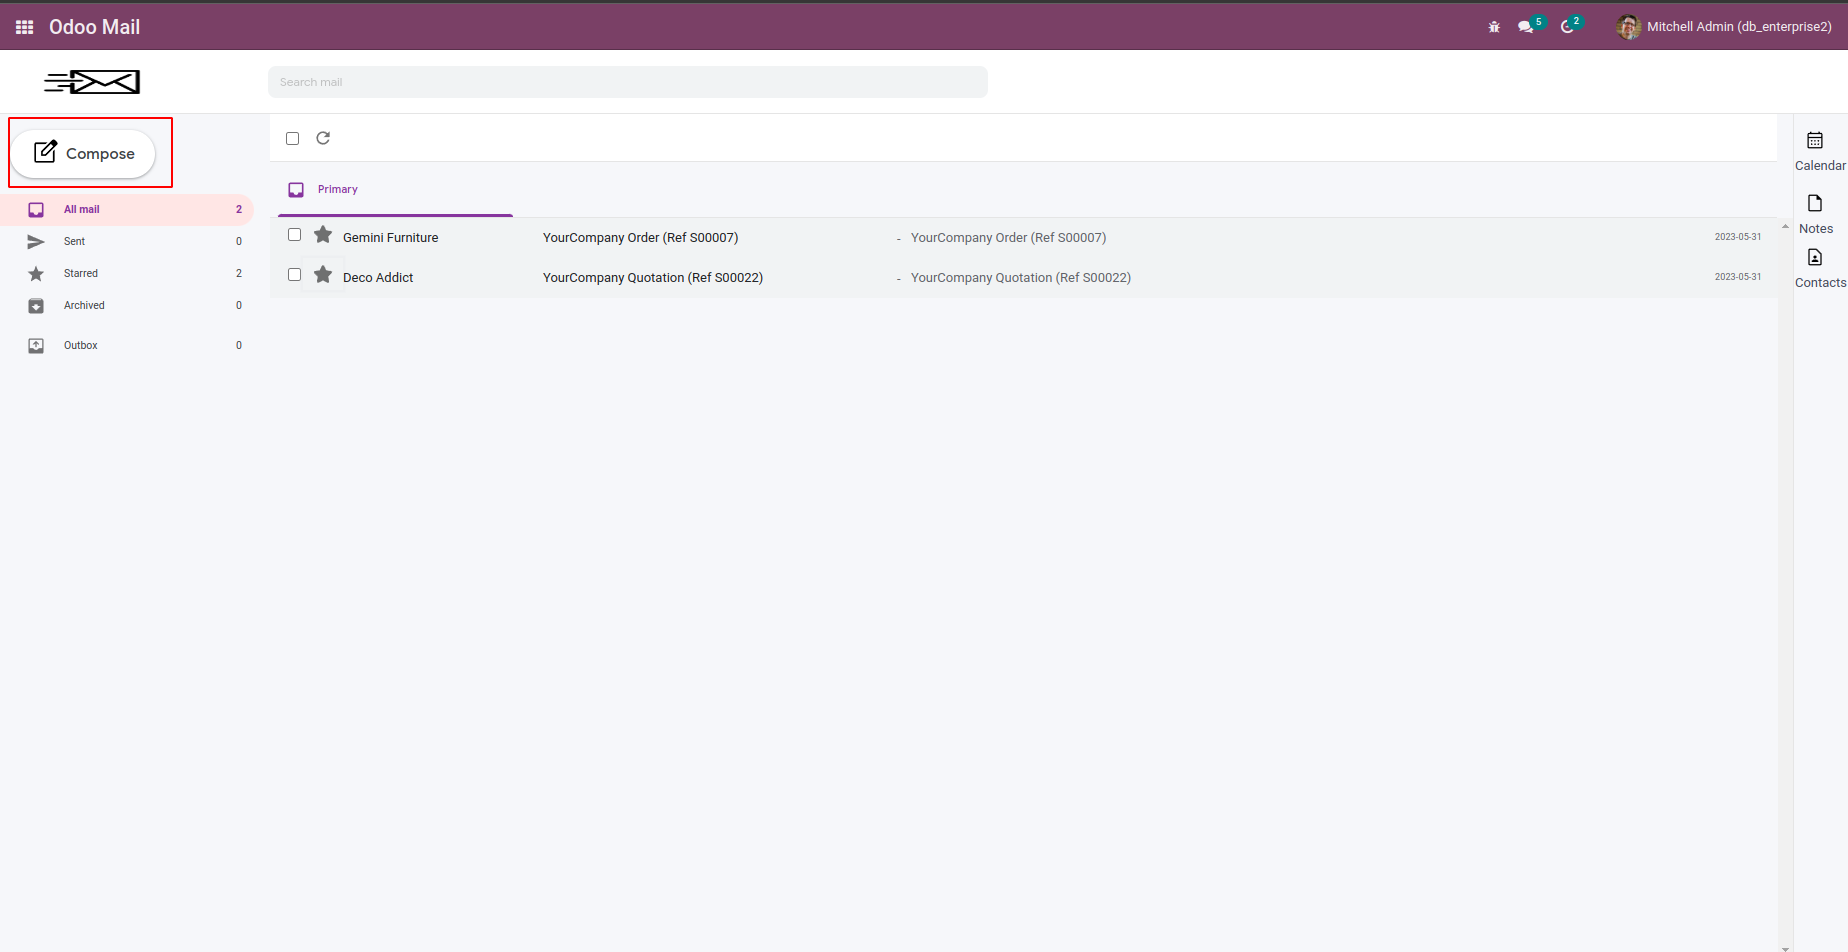 Odoo Mail
5
2
Mitchell Admin (db_enterprise2)
Search mail
Compose
All mail 2
Sent 0
Starred 2
Archived 0
Outbox 0
Primary
Gemini Furniture YourCompany Order (Ref S00007) - YourCompany Order (Ref S00007) 2023-05-31
Deco Addict YourCompany Quotation (Ref S00022) - YourCompany Quotation (Ref S00022) 2023-05-31
Calendar
Notes
Contacts